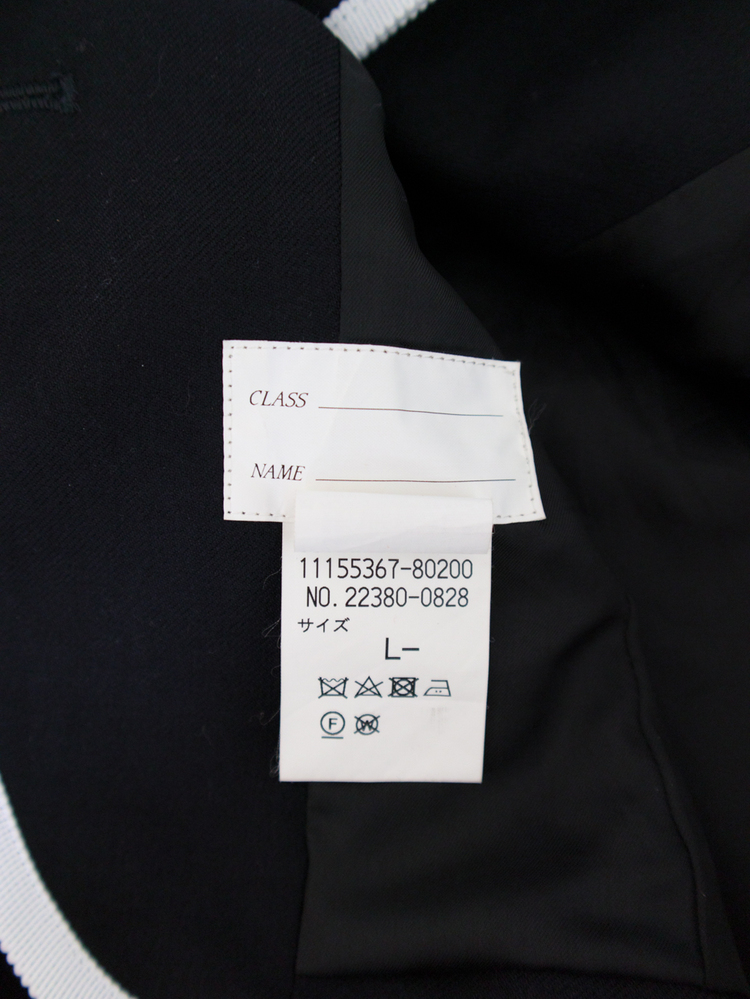 CLASS
NAME
11155367-80200
NO. 22380-0828
サイズ
L-
F W